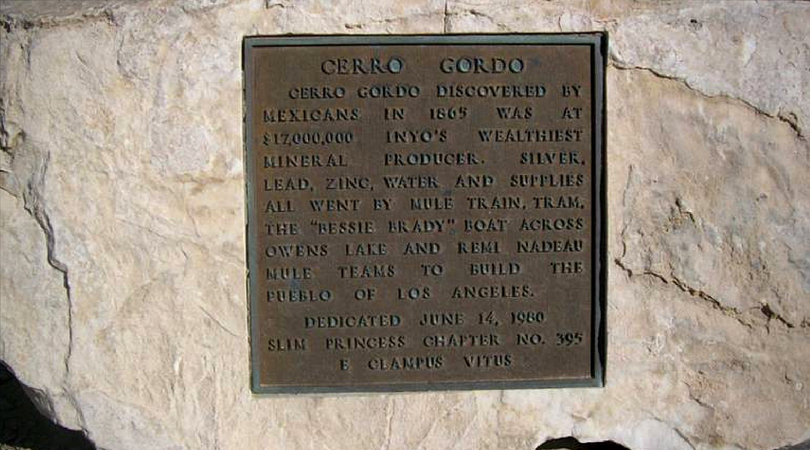 CERRO GORDO
CERRO GORDO DISCOVERED BY
MEXICANS IN 1865 WAS AT
$17,000,000 INYO'S WEALTHIEST
MINERAL PRODUCER. SILVER,
LEAD, ZINC, WATER AND SUPPLIES
ALL WENT BY MULE TRAIN, TRAM,
THE "BESSIE BRADY" BOAT ACROSS
OWENS LAKE AND REMI NADEAU
MULE TEAMS TO BUILD THE
PUEBLO OF LOS ANGELES.
DEDICATED JUNE 14, 1980
SLIM PRINCESS CHAPTER NO. 395
E CLAMPUS VITUS